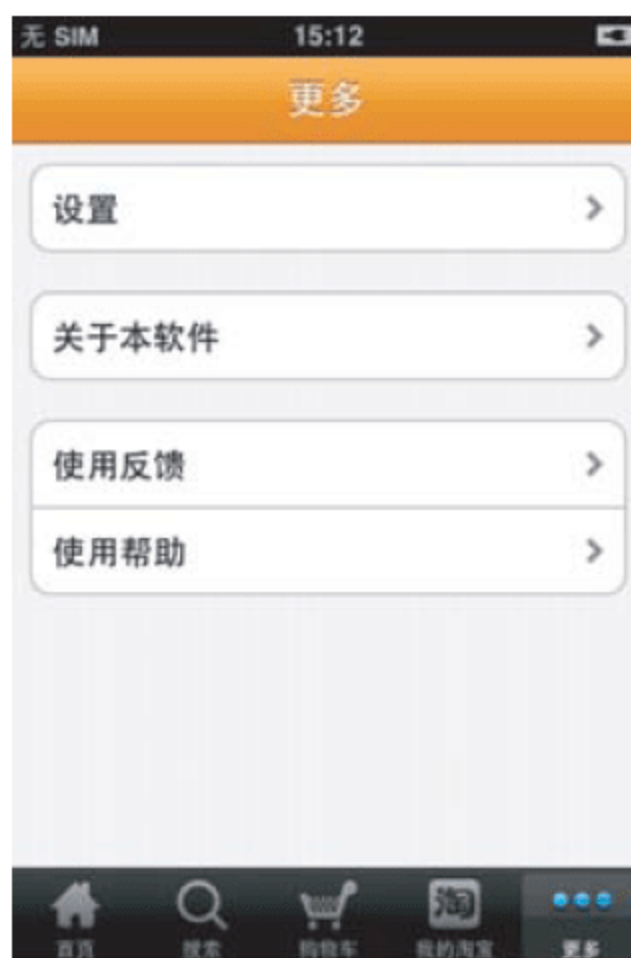 无 SIM 15:12
更多
设置
关于本软件
使用反馈
使用帮助
淘
首页 搜索 购物车 我的淘宝 更多